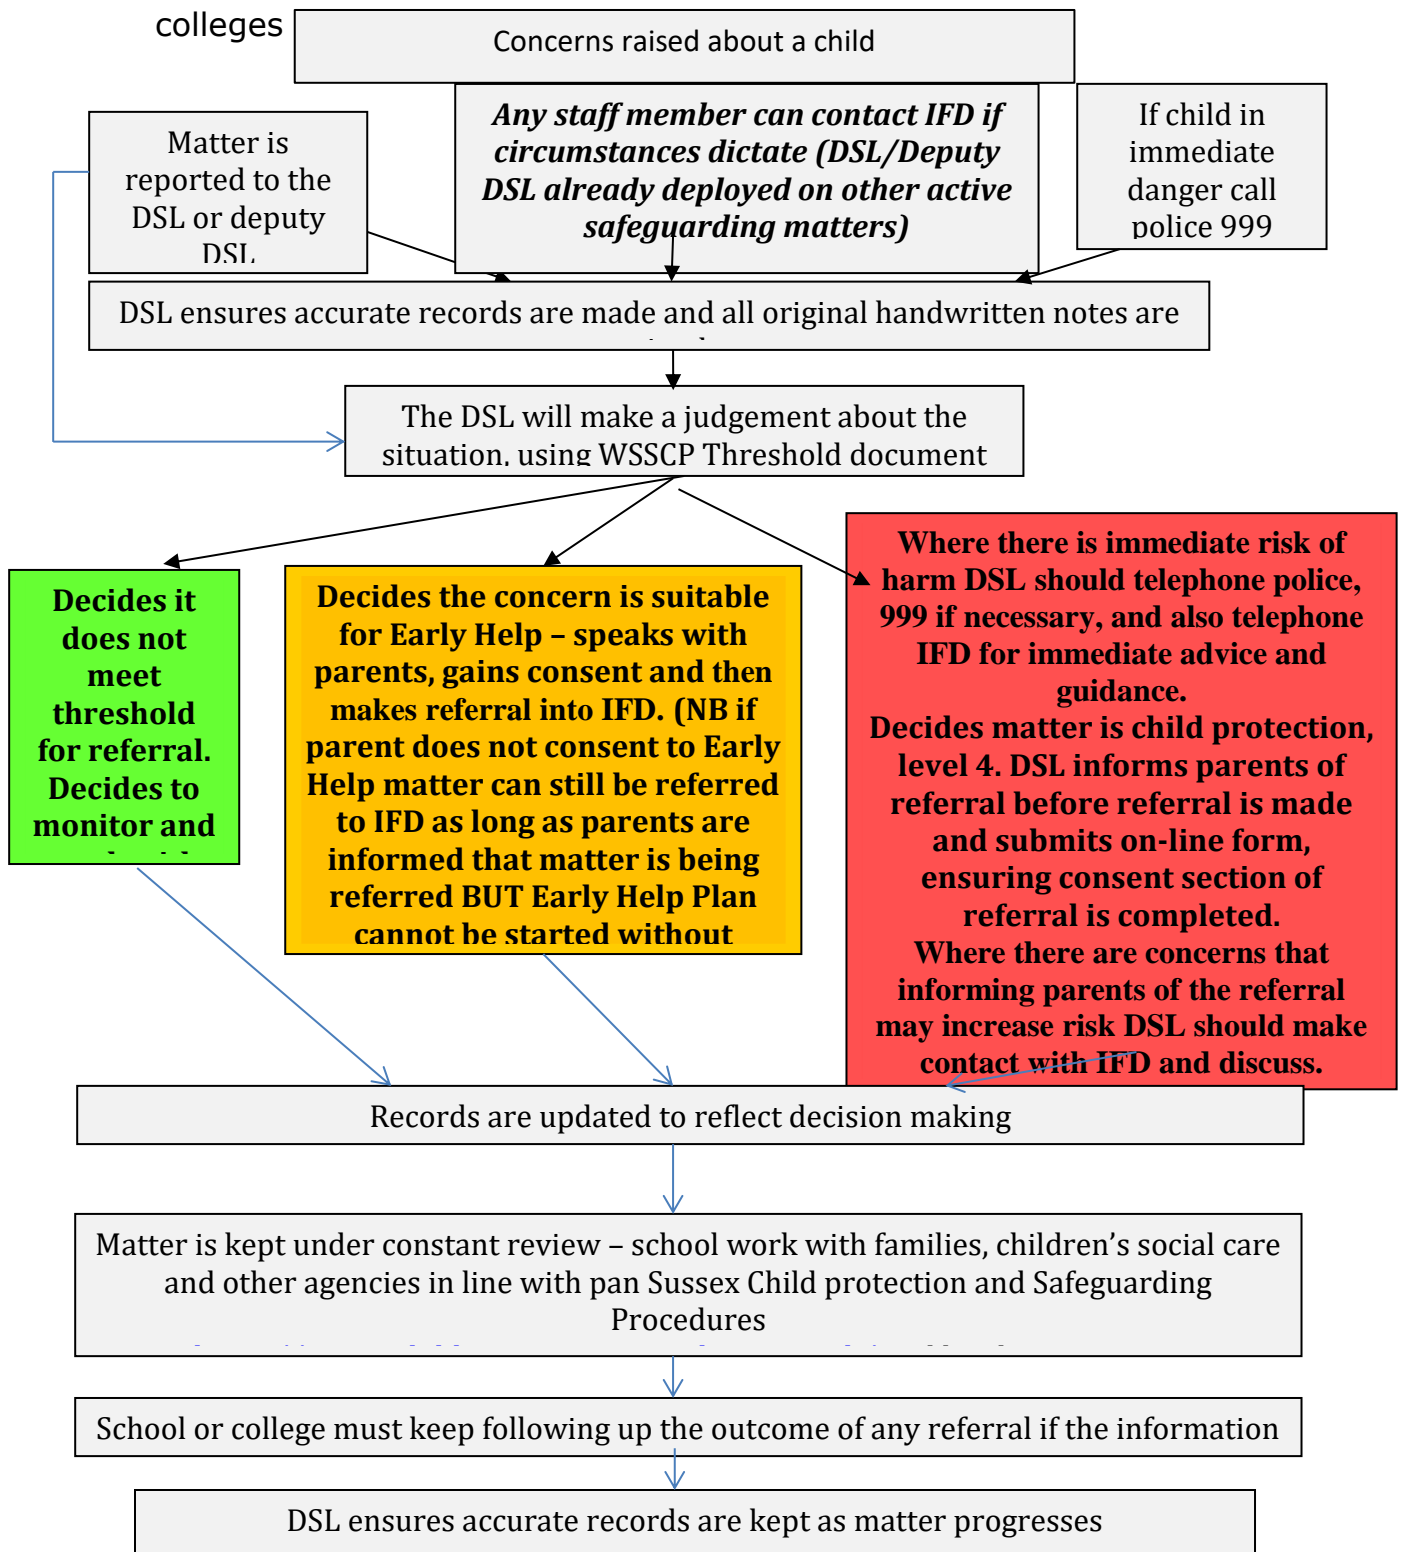 colleges
Concerns raised about a child
Matter is
reported to the
DSL or deputy
DSL
Any staff member can contact IFD if
circumstances dictate (DSL/Deputy
DSL already deployed on other active
safeguarding matters)
If child in
immediate
danger call
police 999
DSL ensures accurate records are made and all original handwritten notes are
The DSL will make a judgement about the
situation, using WSSCP Threshold document
Decides it
does not
meet
threshold
for referral.
Decides to
monitor and
Decides the concern is suitable
for Early Help – speaks with
parents, gains consent and then
makes referral into IFD. (NB if
parent does not consent to Early
Help matter can still be referred
to IFD as long as parents are
informed that matter is being
referred BUT Early Help Plan
cannot be started without
Where there is immediate risk of
harm DSL should telephone police,
999 if necessary, and also telephone
IFD for immediate advice and
guidance.
Decides matter is child protection,
level 4. DSL informs parents of
referral before referral is made
and submits on-line form,
ensuring consent section of
referral is completed.
Where there are concerns that
informing parents of the referral
may increase risk DSL should make
contact with IFD and discuss.
Records are updated to reflect decision making
Matter is kept under constant review – school work with families, children’s social care
and other agencies in line with pan Sussex Child protection and Safeguarding
Procedures
School or college must keep following up the outcome of any referral if the information
DSL ensures accurate records are kept as matter progresses